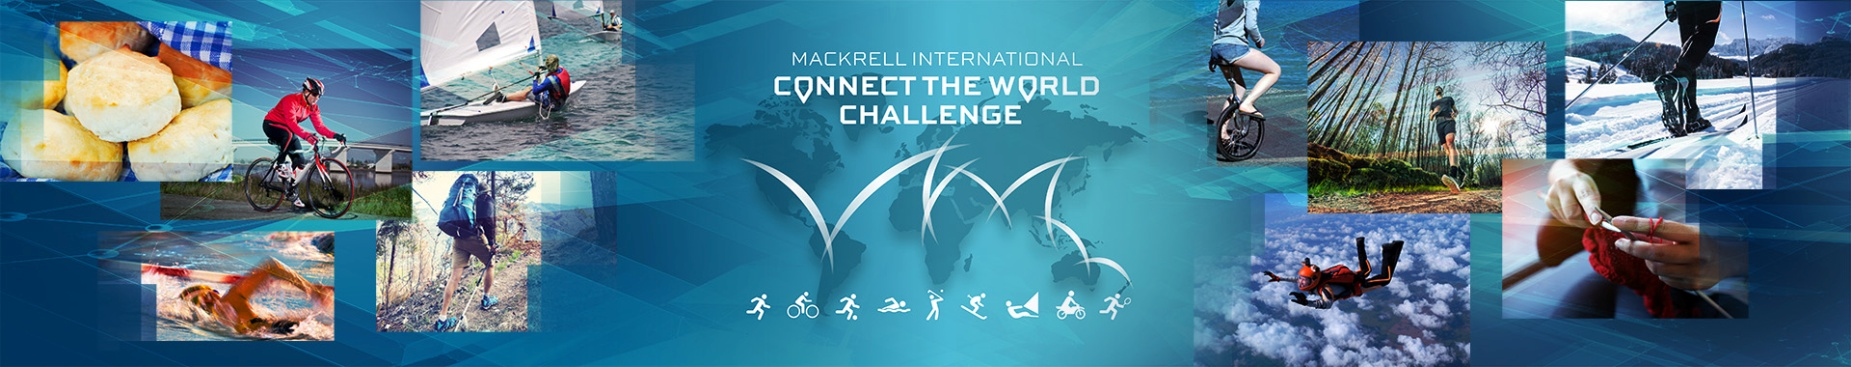 MACKRELL INTERNATIONAL
CONNECT THE WORLD
CHALLENGE